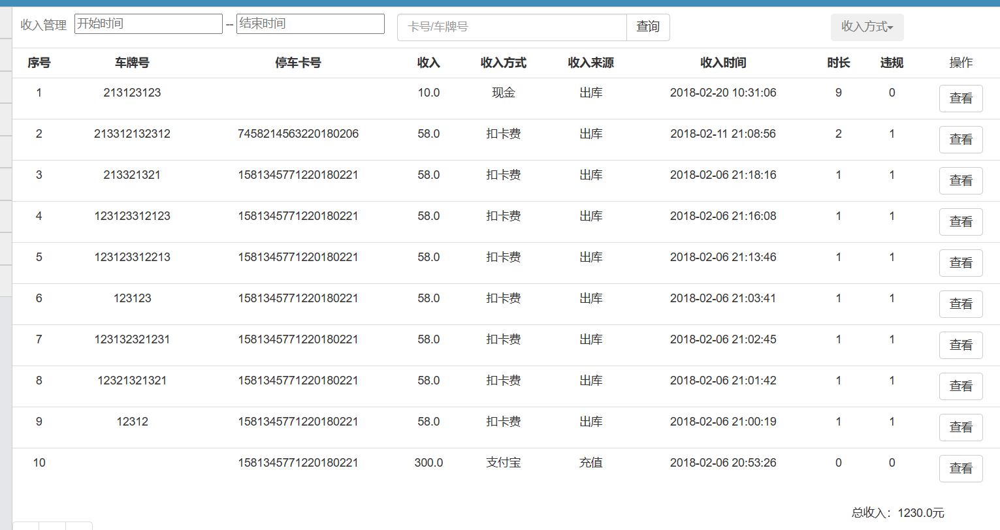 收入管理 开始时间 -- 结束时间 卡号/车牌号 查询 收入方式
序号 车牌号 停车卡号 收入 收入方式 收入来源 收入时间 时长 违规 操作
1 213123123 10.0 现金 出库 2018-02-20 10:31:06 9 0 查看
2 213312132312 7458214563220180206 58.0 扣卡费 出库 2018-02-11 21:08:56 2 1 查看
3 213321321 1581345771220180221 58.0 扣卡费 出库 2018-02-06 21:18:16 1 1 查看
4 123123312123 1581345771220180221 58.0 扣卡费 出库 2018-02-06 21:16:08 1 1 查看
5 123123312213 1581345771220180221 58.0 扣卡费 出库 2018-02-06 21:13:46 1 1 查看
6 123123 1581345771220180221 58.0 扣卡费 出库 2018-02-06 21:03:41 1 1 查看
7 123132321231 1581345771220180221 58.0 扣卡费 出库 2018-02-06 21:02:45 1 1 查看
8 12321321321 1581345771220180221 58.0 扣卡费 出库 2018-02-06 21:01:42 1 1 查看
9 12312 1581345771220180221 58.0 扣卡费 出库 2018-02-06 21:00:19 1 1 查看
10 1581345771220180221 300.0 支付宝 充值 2018-02-06 20:53:26 0 0 查看
总收入：1230.0元